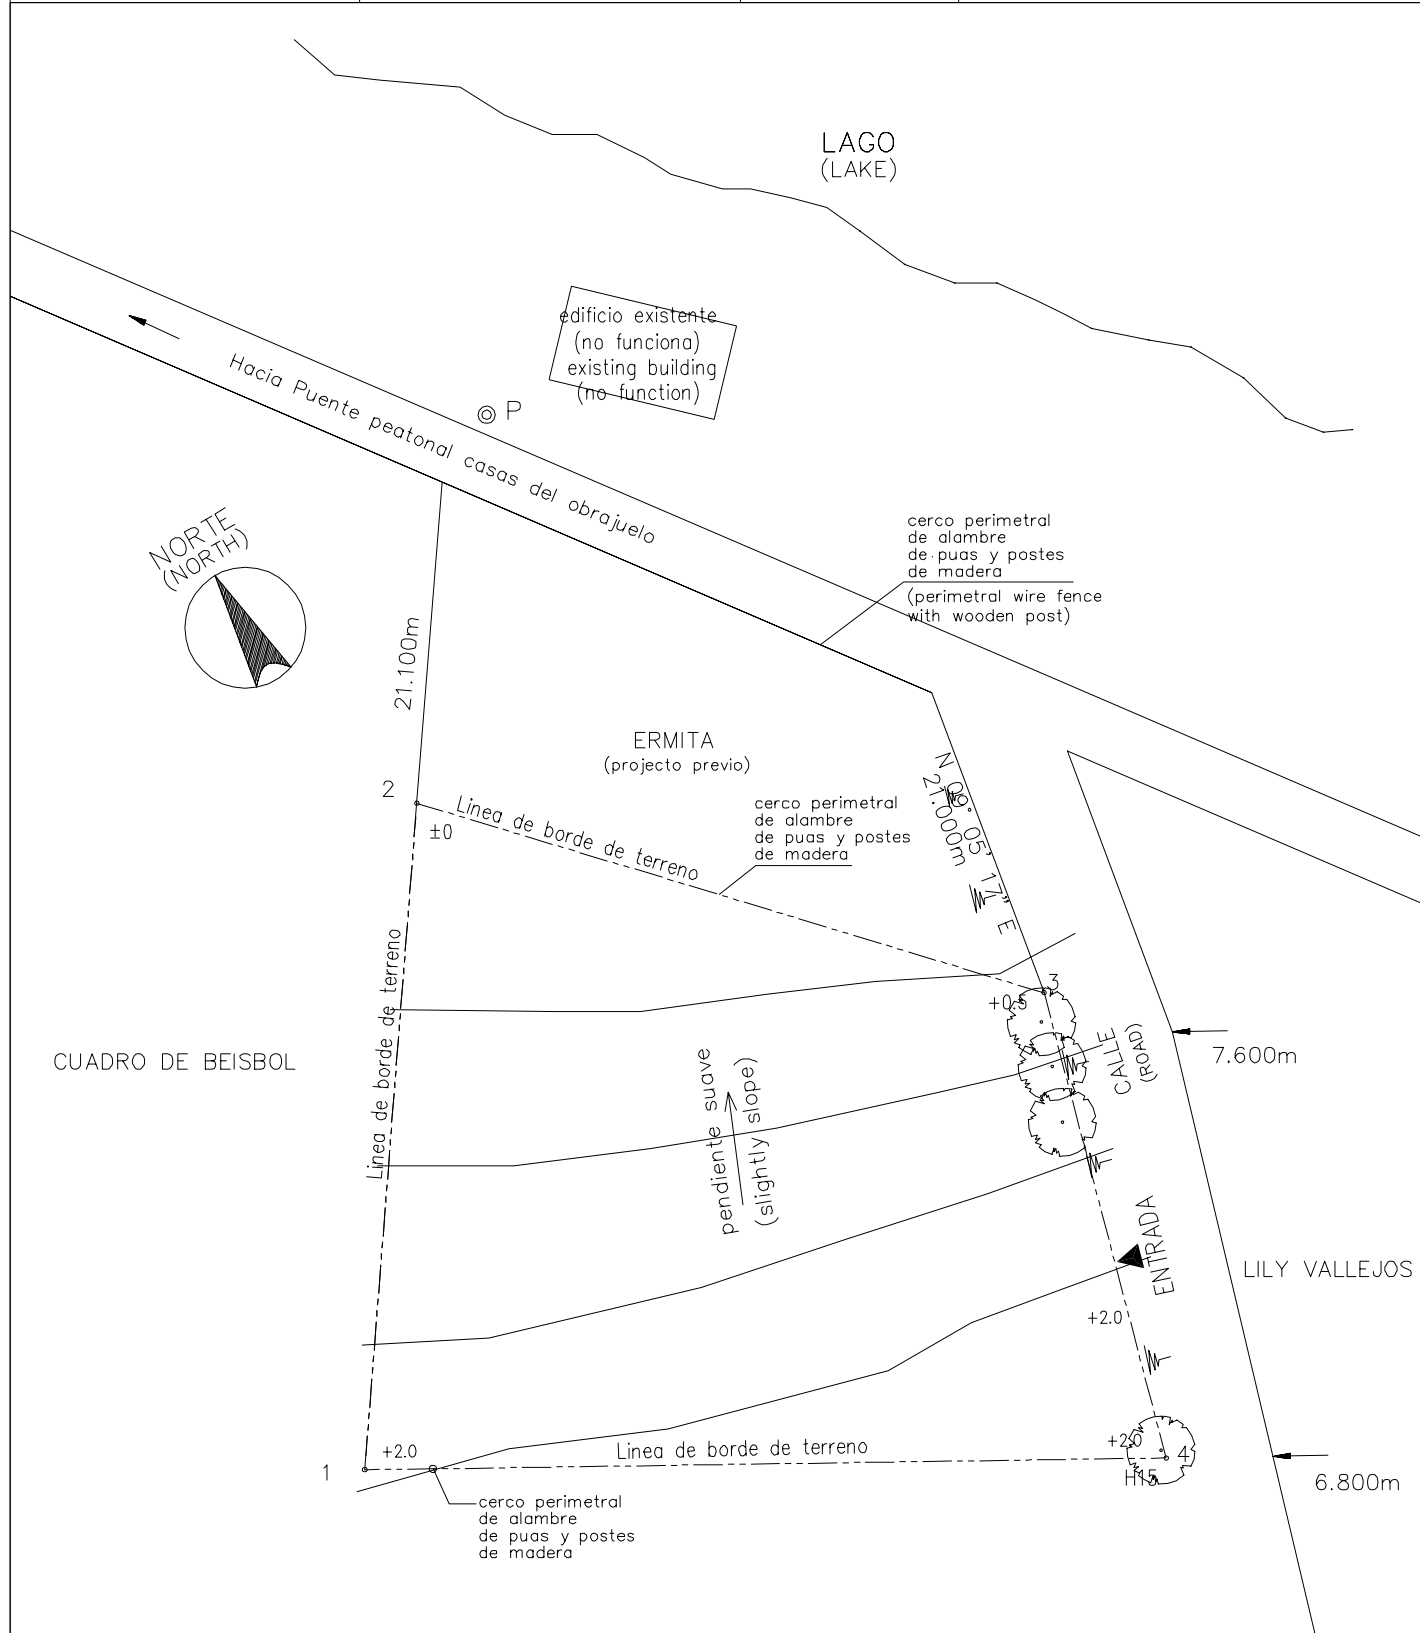 LAGO
(LAKE)
edificio existente
(no funciona)
existing building
(no function)
P
Hacia Puente peatonal casas del obrajuelo
NORTE
(NORTH)
cerco perimetral
de alambre
de puas y postes
de madera
(perimetral wire fence
with wooden post)
21.100m
ERMITA
(projecto previo)
N 09° 05' 17" E
21.000m
2
±0
Linea de borde de terreno
cerco perimetral
de alambre
de puas y postes
de madera
3
+0.5
Linea de borde de terreno
CUADRO DE BEISBOL
pendiente suave
(slightly slope)
CALLE
(ROAD)
7.600m
ENTRADA
LILY VALLEJOS
+2.0
1
+2.0
Linea de borde de terreno
+2.0
4
H15
6.800m
cerco perimetral
de alambre
de puas y postes
de madera